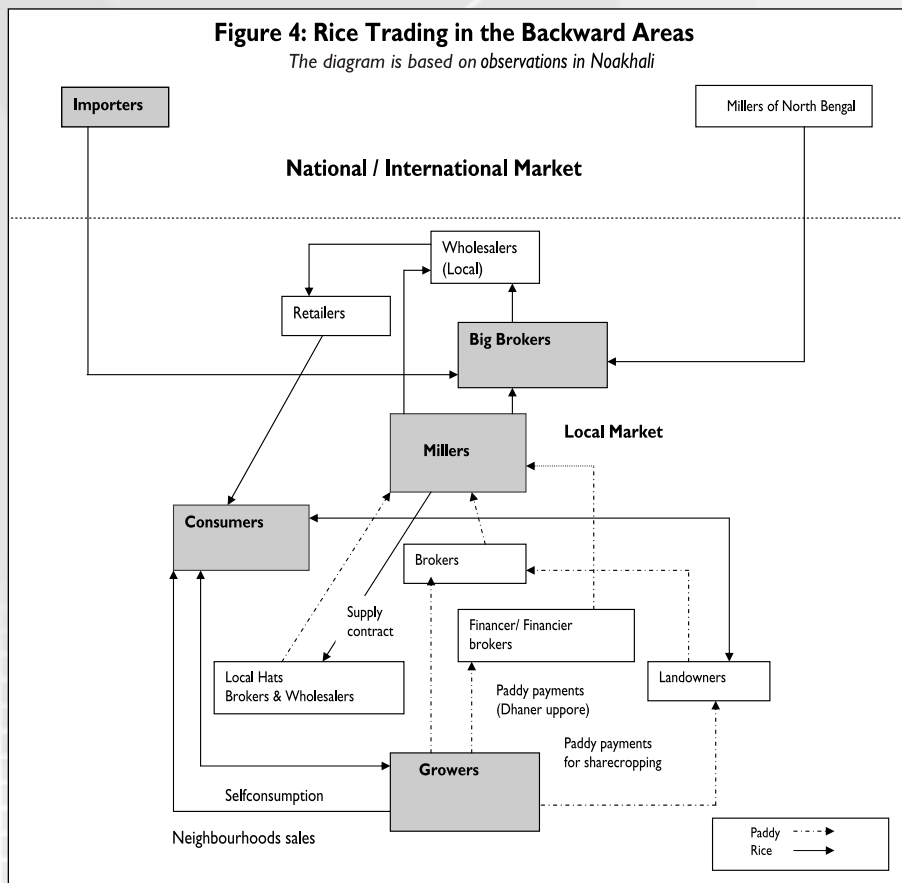 Figure 4: Rice Trading in the Backward Areas
The diagram is based on observations in Noakhali
Importers
Millers of North Bengal
National / International Market
Wholesalers
(Local)
Retailers
Big Brokers
Local Market
Millers
Consumers
Brokers
Supply
contract
Financer/ Financier
brokers
Local Hats
Brokers & Wholesalers
Landowners
Paddy payments
(Dhaner uppore)
Paddy payments
for sharecropping
Growers
Selfconsumption
Neighbourhoods sales
Paddy
Rice